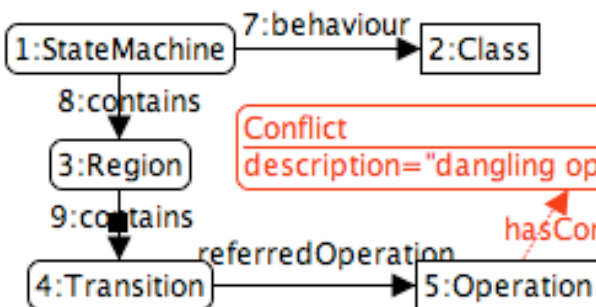 7:behaviour
1:StateMachine
2:Class
8:contains
Conflict
3:Region
description="dangling op
9:contains
hasCon
referredOperation
4:Transition
5:Operation